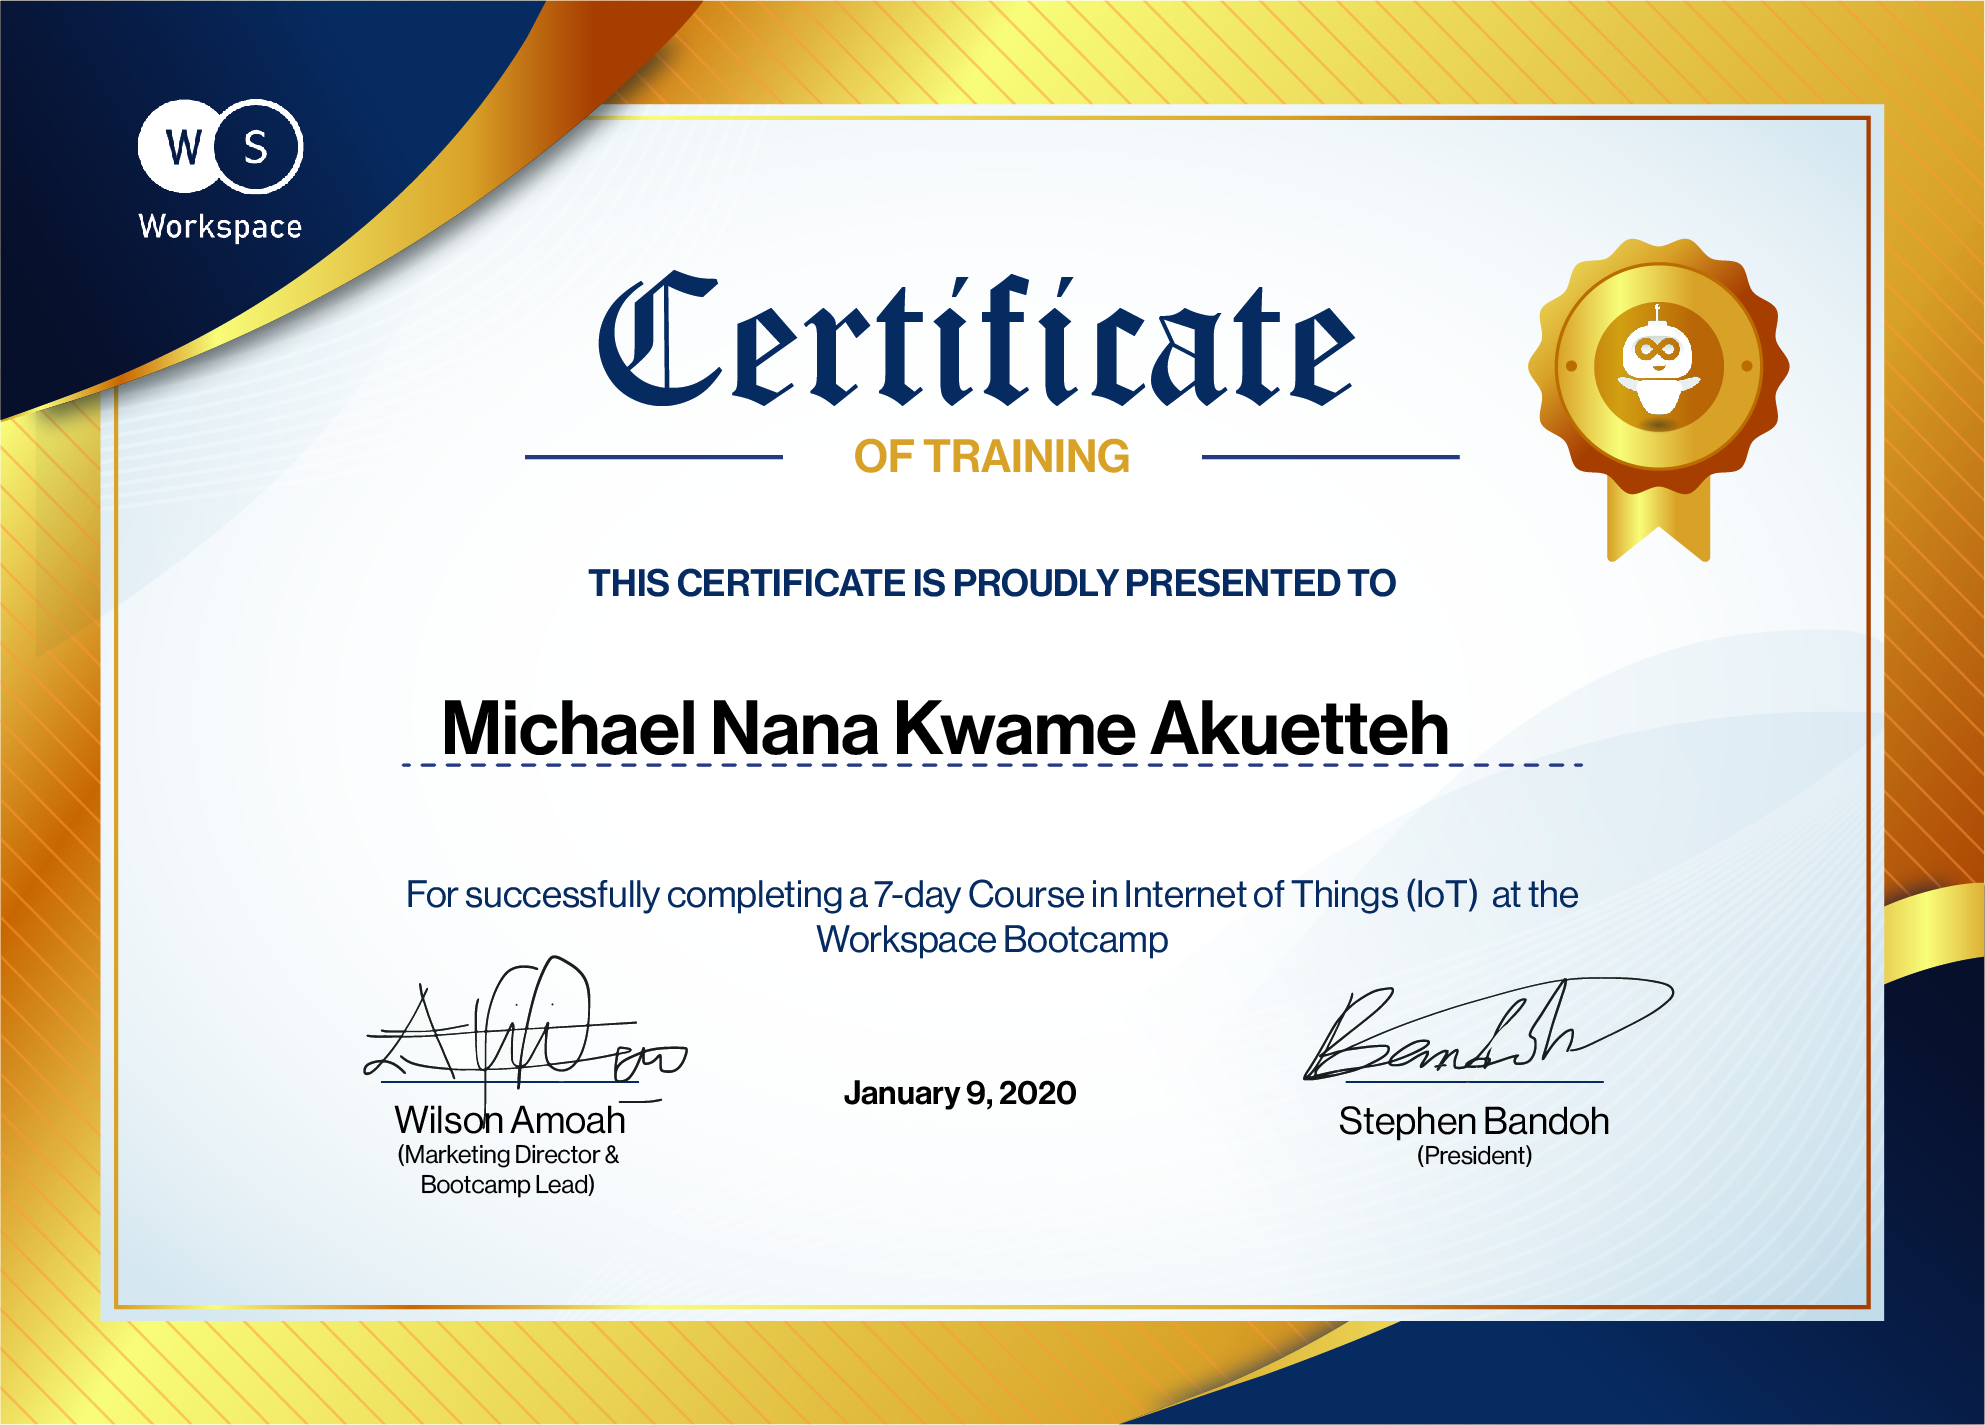 W S
Workspace
Certificate
OF TRAINING
THIS CERTIFICATE IS PROUDLY PRESENTED TO
Michael Nana Kwame Akuetteh
For successfully completing a 7-day Course in Internet of Things (IoT) at the
Workspace Bootcamp
Bandoh
January 9, 2020
Wilson Amoah
(Marketing Director &
Bootcamp Lead)
Stephen Bandoh
(President)